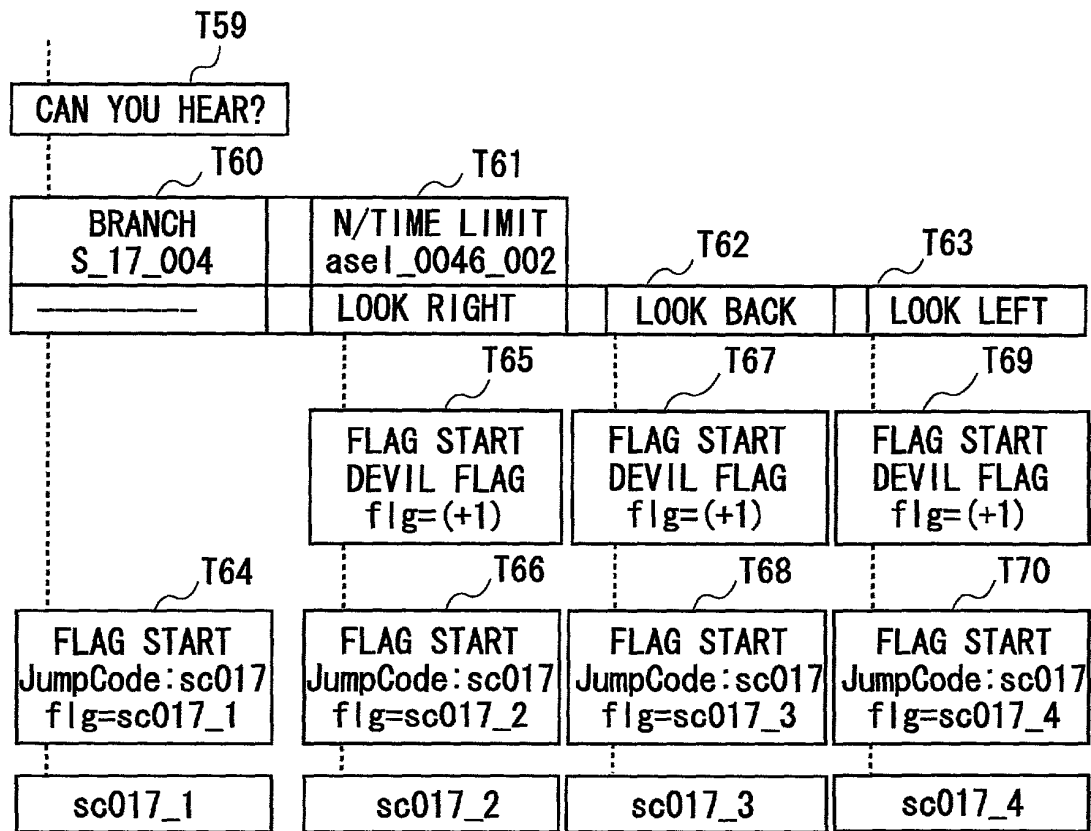 T59
CAN YOU HEAR?
T60
T61
BRANCH
S_17_004
N/TIME LIMIT
asel_0046_002
T62
T63
---------
LOOK RIGHT
LOOK BACK
LOOK LEFT
T65
T67
T69
FLAG START
DEVIL FLAG
flg=(+1)
FLAG START
DEVIL FLAG
flg=(+1)
FLAG START
DEVIL FLAG
flg=(+1)
T64
T66
T68
T70
FLAG START
JumpCode:sc017
flg=sc017_1
FLAG START
JumpCode:sc017
flg=sc017_2
FLAG START
JumpCode:sc017
flg=sc017_3
FLAG START
JumpCode:sc017
flg=sc017_4
sc017_1
sc017_2
sc017_3
sc017_4